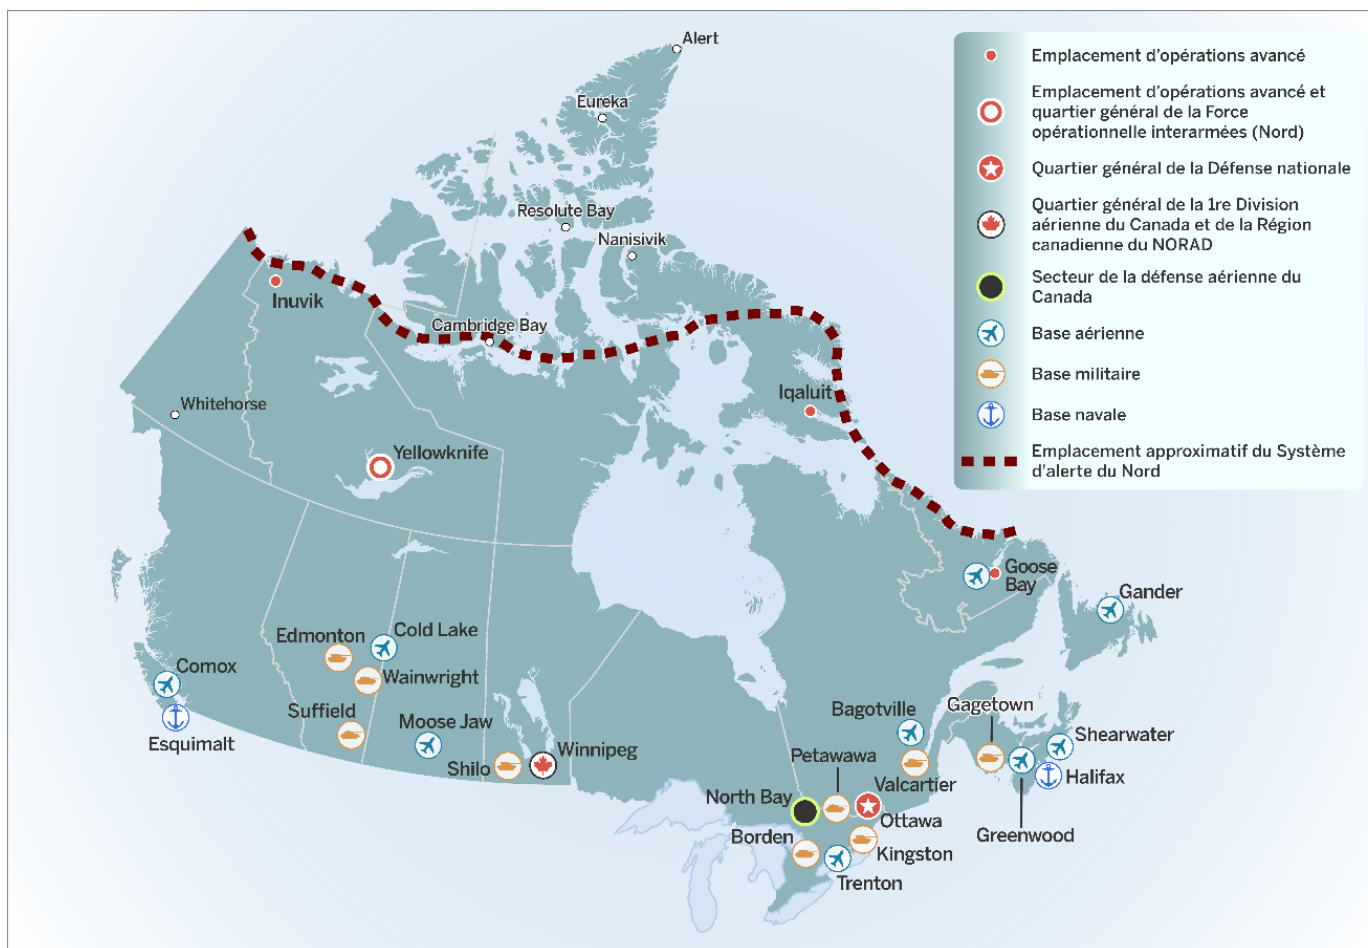 Alert
Eureka
Resolute Bay
Nanisivik
Inuvik
Cambridge Bay
Iqaluit
Whitehorse
Yellowknife
Goose
Bay
Gander
Edmonton
Cold Lake
Comox
Wainwright
Suffield
Moose Jaw
Esquimalt
Shilo
Winnipeg
Bagotville
Gagetown
Shearwater
Petawawa
Valcartier
Halifax
North Bay
Ottawa
Greenwood
Borden
Kingston
Trenton
Emplacement d'opérations avancé
Emplacement d'opérations avancé et
quartier général de la Force
opérationnelle interarmées (Nord)
Quartier général de la Défense nationale
Quartier général de la 1re Division
aérienne du Canada et de la Région
canadienne du NORAD
Secteur de la défense aérienne du
Canada
Base aérienne
Base militaire
Base navale
Emplacement approximatif du Système
d'alerte du Nord